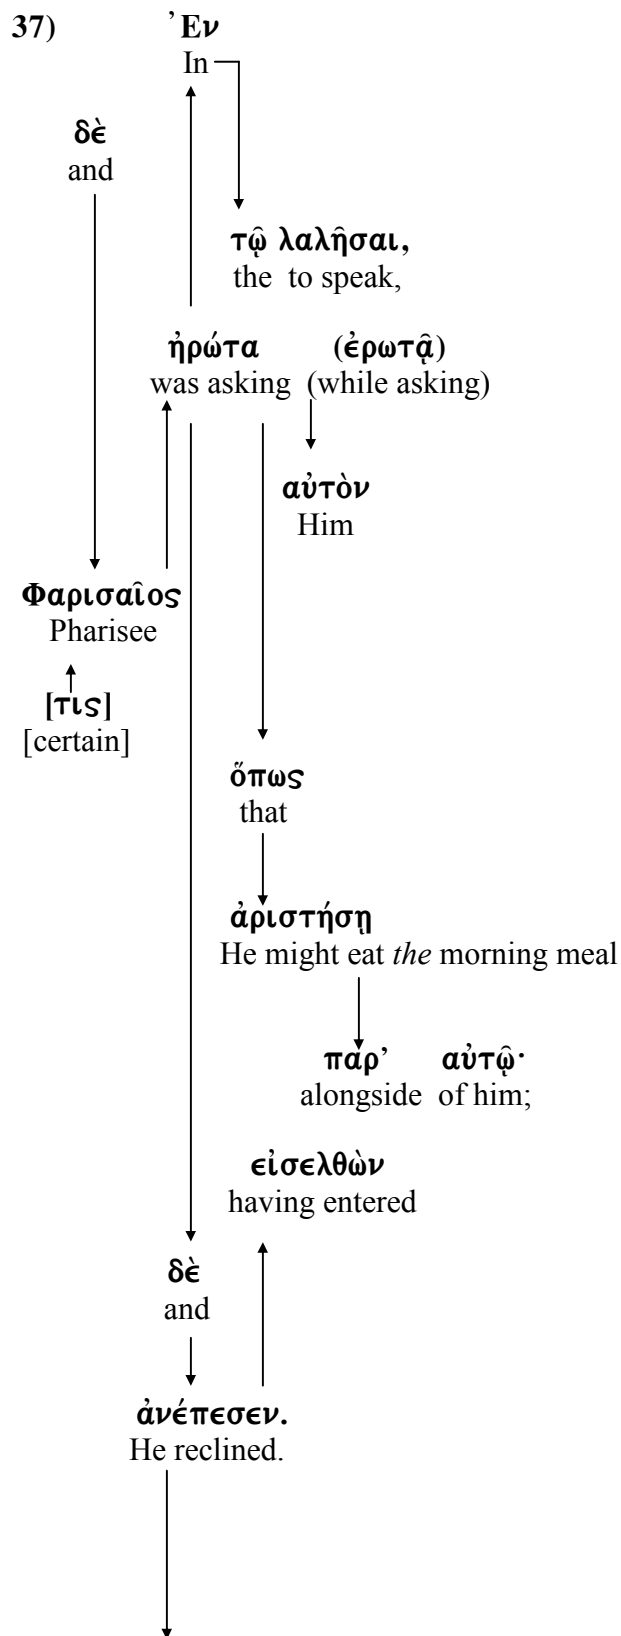 37) ʼΕν
In
δὲ
and
τῷ λαλῆσαι,
the to speak,
ἠρώτα (ἐρωτᾷ)
was asking (while asking)
αὐτὸν
Him
Φαρισαῖος
Pharisee
[τις]
[certain]
ὅπως
that
ἀριστήσῃ
He might eat the morning meal
παρ’ αὐτῷ·
alongside of him;
εἰσελθὼν
having entered
δὲ
and
ἀνέπεσεν.
He reclined.